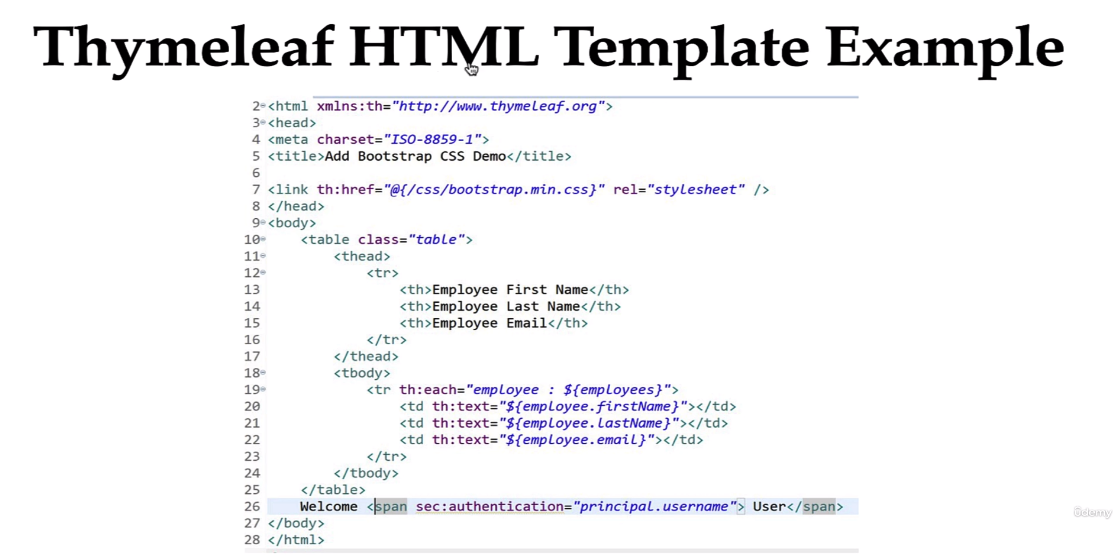 Thymeleaf HTML Template Example
2 <html xmlns:th="http://www.thymeleaf.org">
3 <head>
4 <meta charset="ISO-8859-1">
5 <title>Add Bootstrap CSS Demo</title>
6
7 <link th:href="@{/css/bootstrap.min.css}" rel="stylesheet" />
8 </head>
9 <body>
10 <table class="table">
11 <thead>
12 <tr>
13 <th>Employee First Name</th>
14 <th>Employee Last Name</th>
15 <th>Employee Email</th>
16 </tr>
17 </thead>
18 <tbody>
19 <tr th:each="employee : ${employees}">
20 <td th:text="${employee.firstName}"></td>
21 <td th:text="${employee.lastName}"></td>
22 <td th:text="${employee.email}"></td>
23 </tr>
24 </tbody>
25 </table>
26 Welcome <span sec:authentication="principal.username"> User</span>
27 </body>
28 </html>
ûdemy